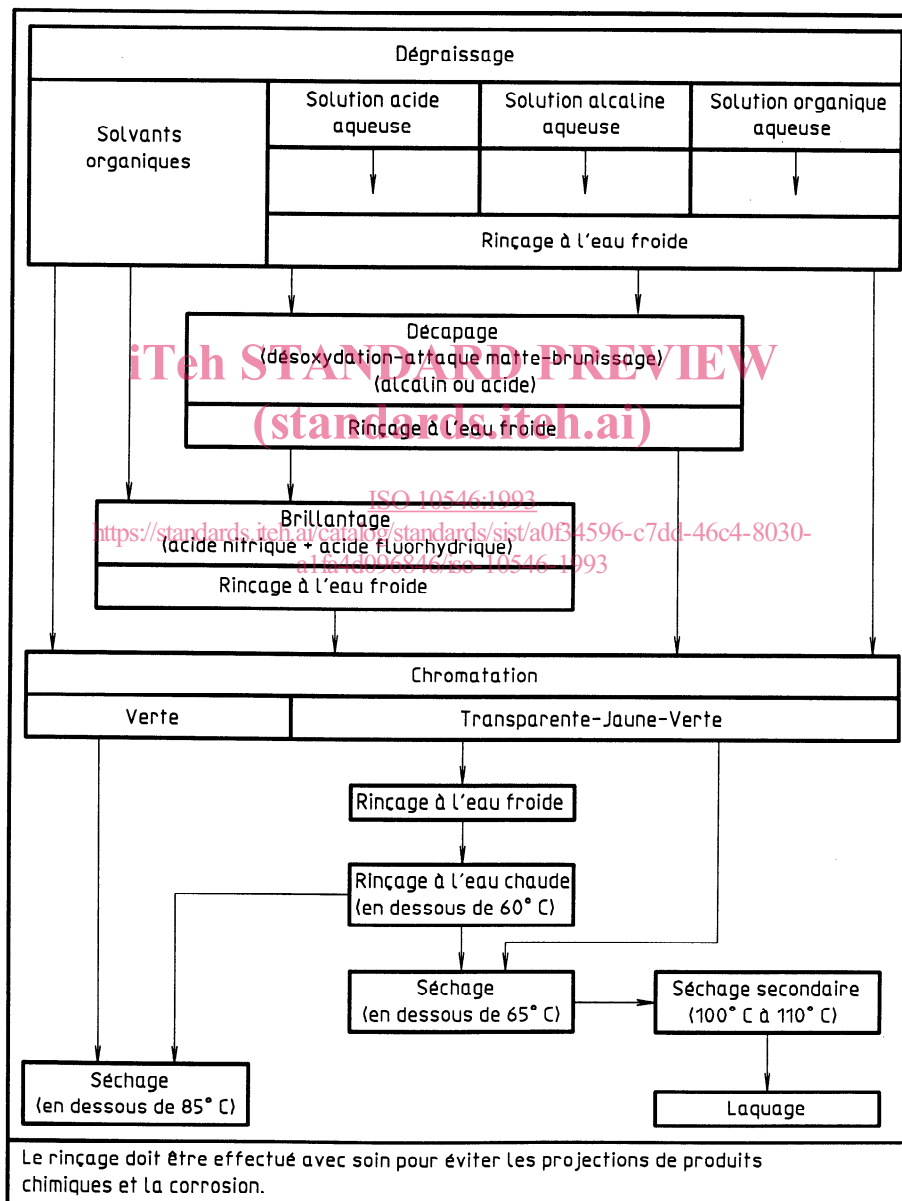 Dégraissage
Solvants
organiques
Solution acide
aqueuse
Solution alcaline
aqueuse
Solution organique
aqueuse
Rinçage à l'eau froide
Décapage
(désoxydation-attaque matte-brunissage)
(alcalin ou acide)
Rinçage à l'eau froide
iTeh STANDARD PREVIEW
(standards.iteh.ai)
ISO 10546:1993
https://standards.iteh.ai/catalog/standards/sist/a0f34596-c7dd-46c4-8030-
a1fa4d096846/iso-10546-1993
Brillantage
(acide nitrique + acide fluorhydrique)
Rinçage à l'eau froide
Chromatation
Verte
Transparente-Jaune-Verte
Rinçage à l'eau froide
Rinçage à l'eau chaude
(en dessous de 60° C)
Séchage
(en dessous de 65° C)
Séchage secondaire
(100° C à 110° C)
Séchage
(en dessous de 85° C)
Laquage
Le rinçage doit être effectué avec soin pour éviter les projections de produits
chimiques et la corrosion.